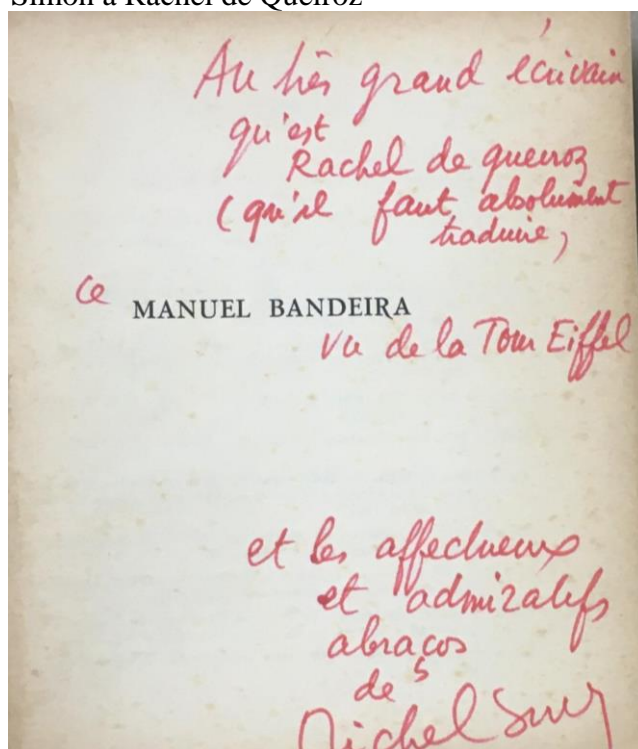 Simon a Rachel de Queiroz
Au très grand écrivain
qu'est
Rachel de queiroz
(qu'il faut absolument
traduire,
ce MANUEL BANDEIRA
vu de la Tour Eiffel
et les affectueux
et admiratifs
abraços
de
Michel